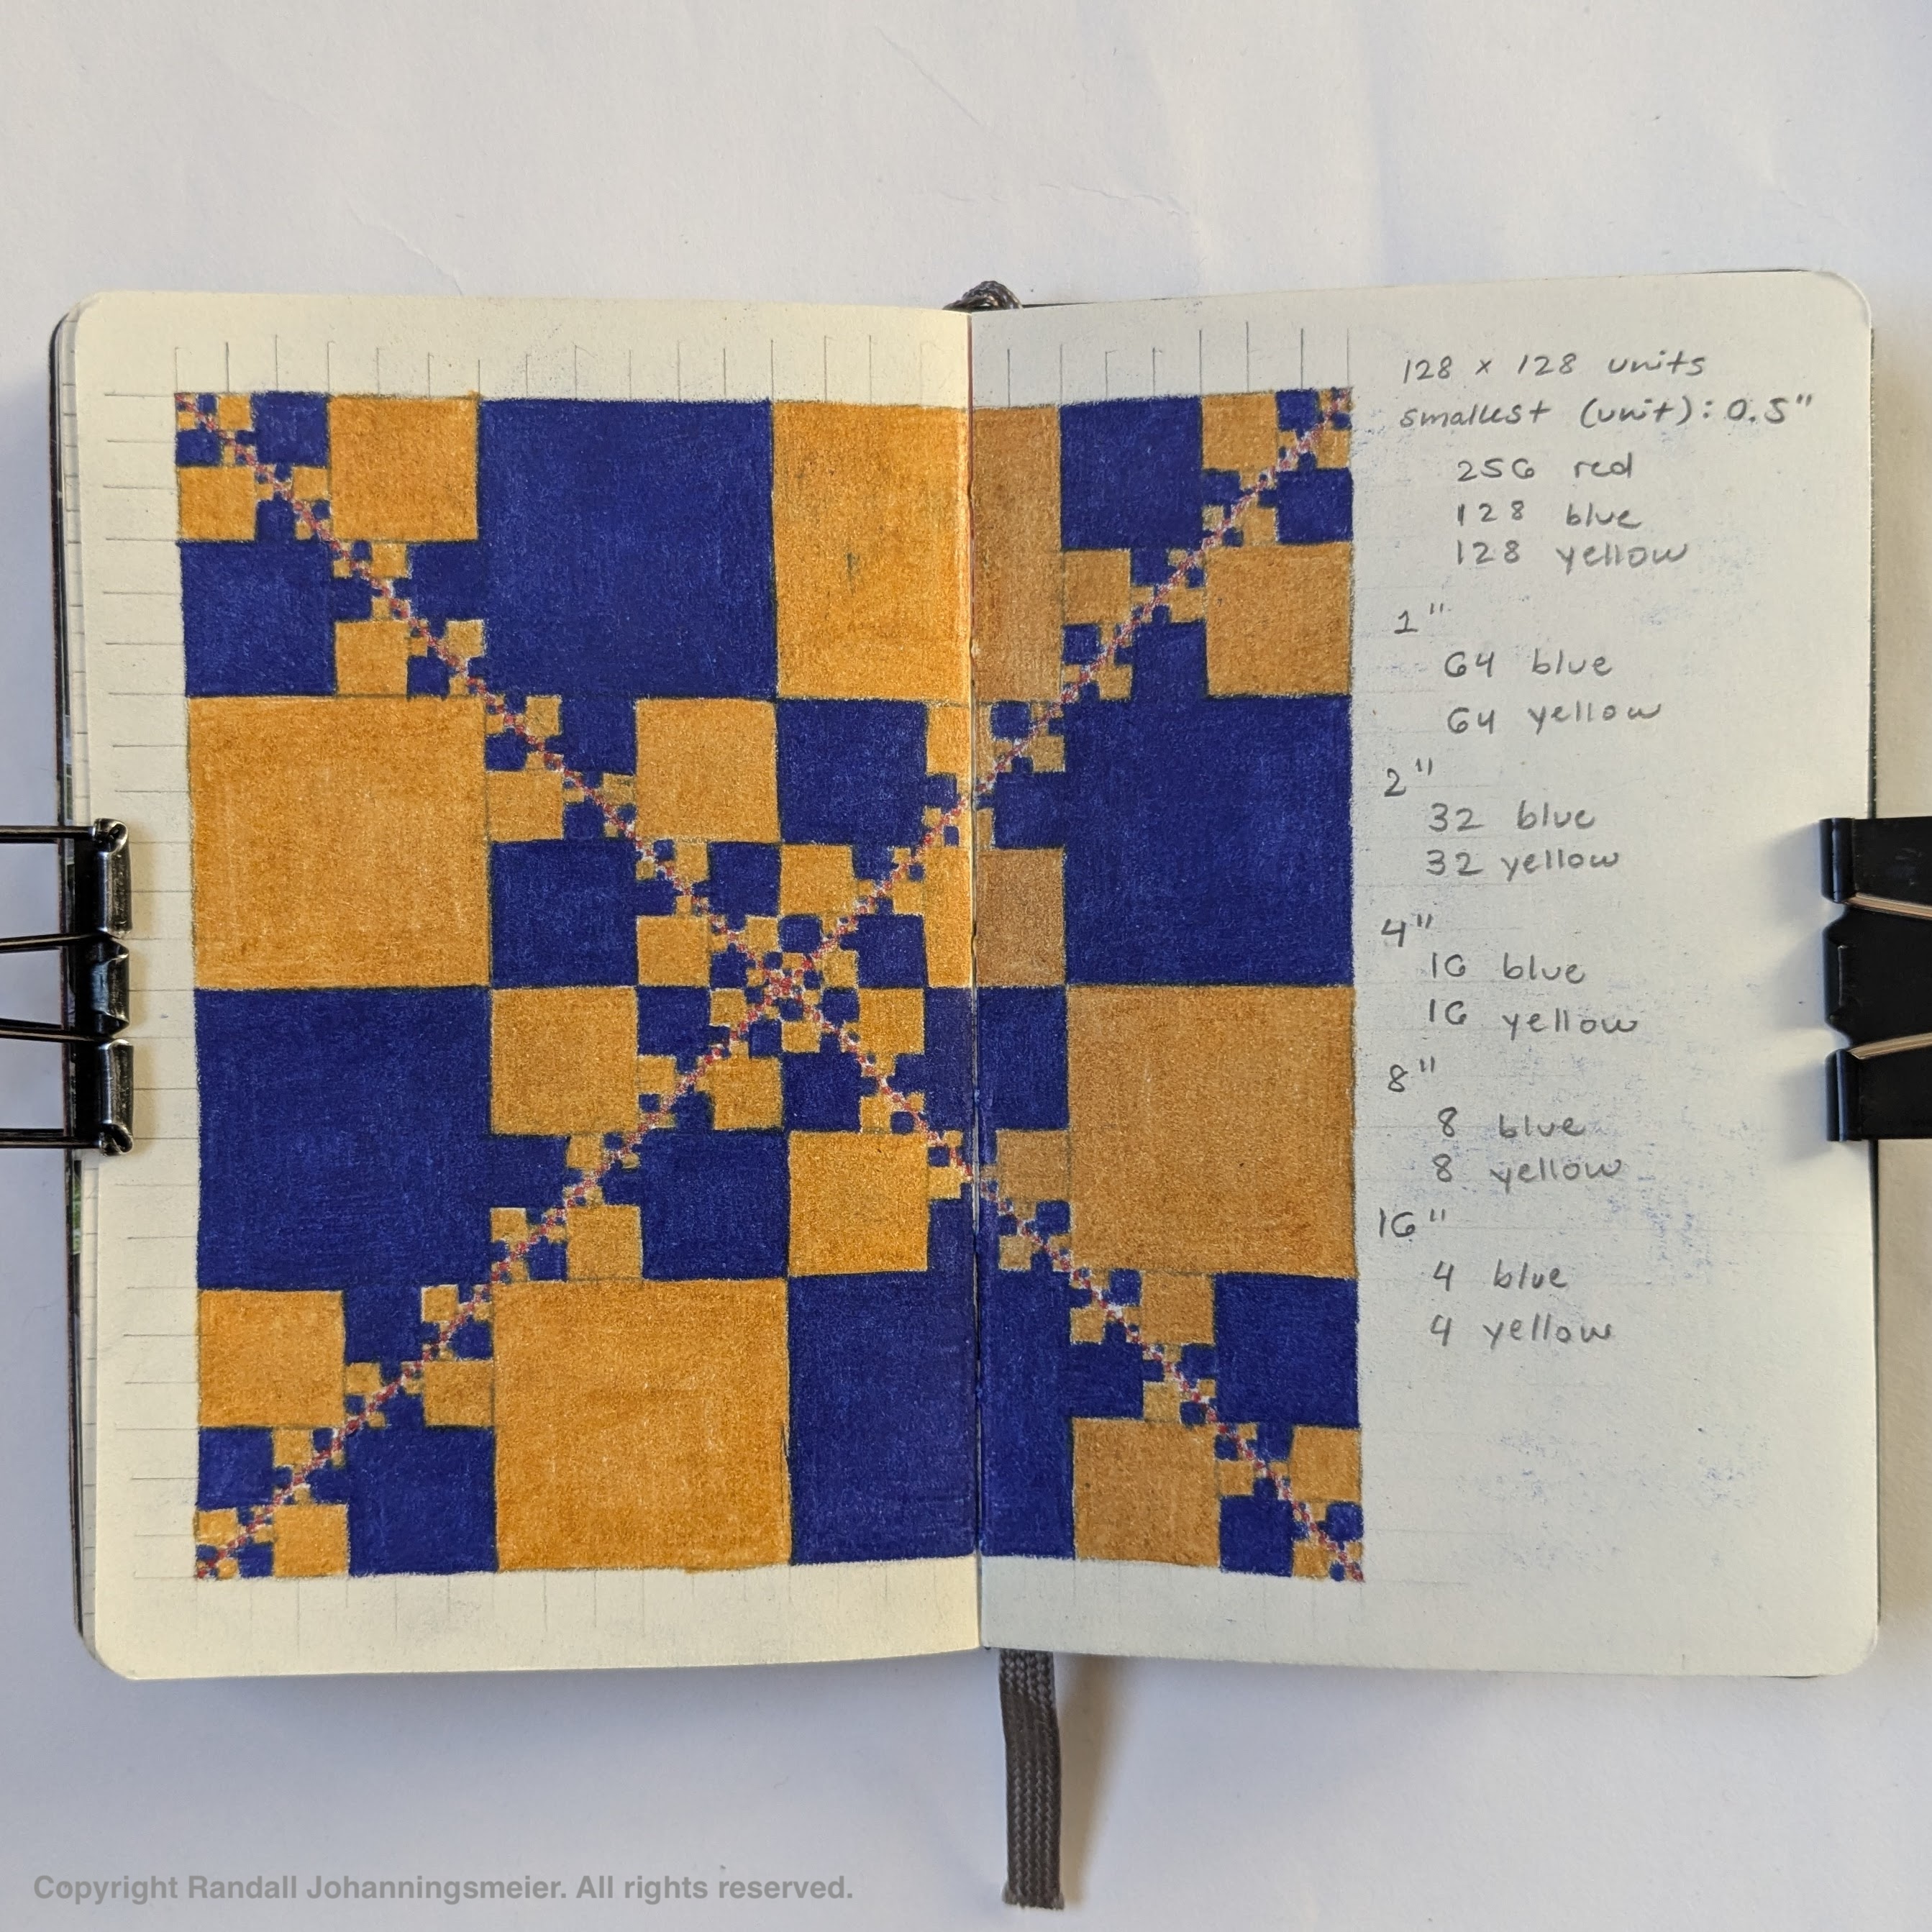 128 x 128 units
smallest (unit): 0.5"
256 red
128 blue
128 yellow
1"
64 blue
64 yellow
2"
32 blue
32 yellow
4"
16 blue
16 yellow
8"
8 blue
8 yellow
16"
4 blue
4 yellow
Copyright Randall Johanningsmeier. All rights reserved.